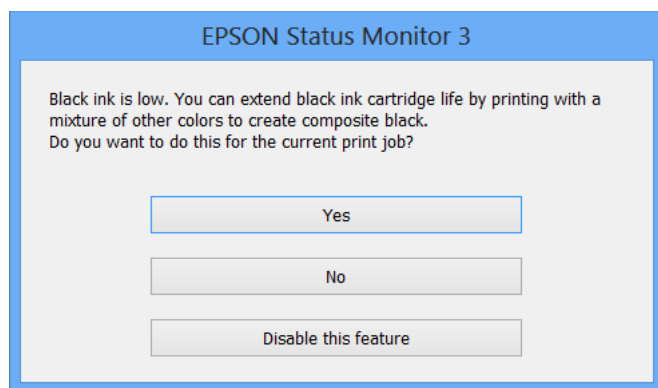 EPSON Status Monitor 3
Black ink is low. You can extend black ink cartridge life by printing with a
mixture of other colors to create composite black.
Do you want to do this for the current print job?
Yes
No
Disable this feature